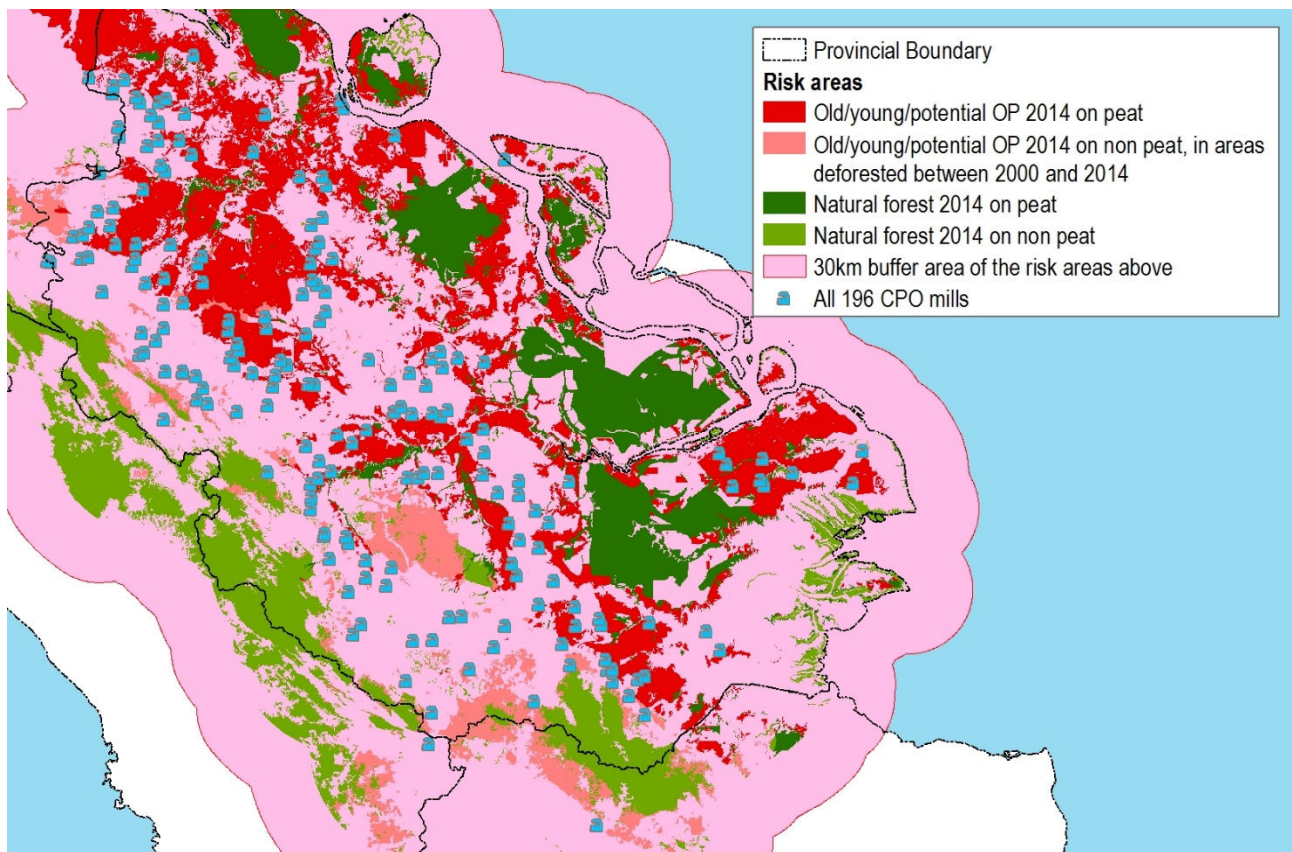 Provincial Boundary
Risk areas
Old/young/potential OP 2014 on peat
Old/young/potential OP 2014 on non peat, in areas
deforested between 2000 and 2014
Natural forest 2014 on peat
Natural forest 2014 on non peat
30km buffer area of the risk areas above
All 196 CPO mills